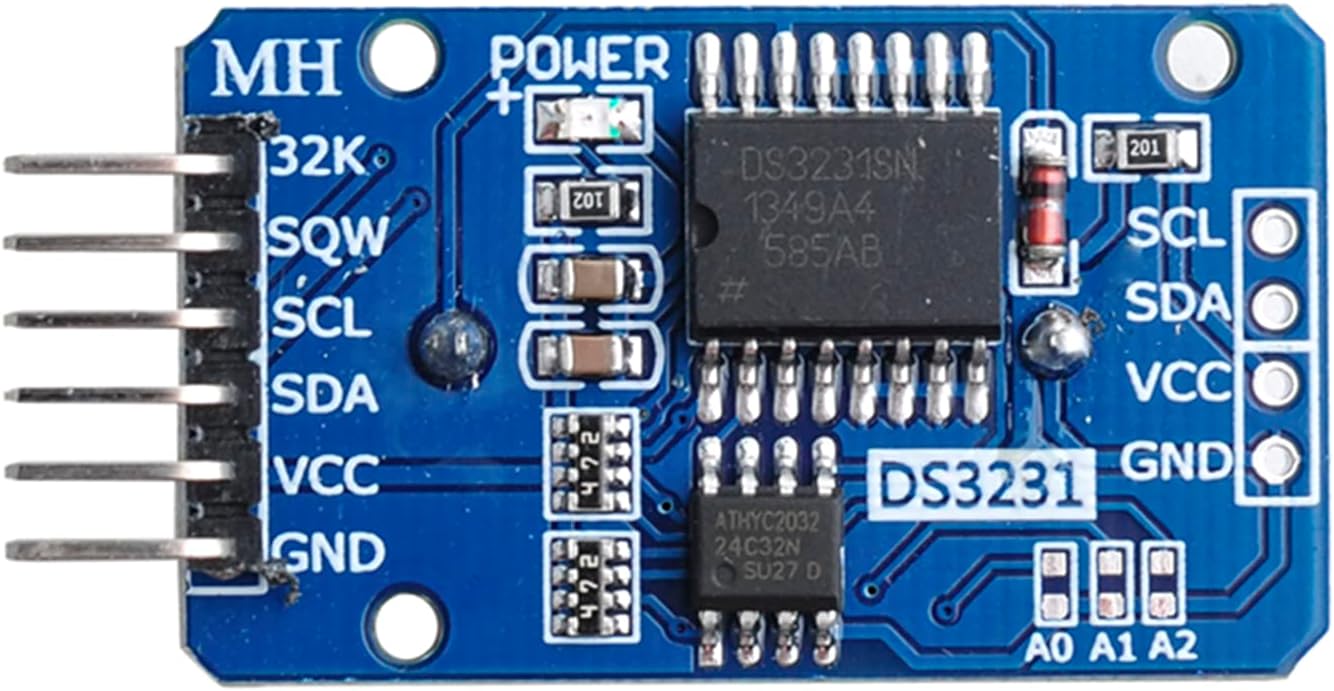 MH
POWER
+
32K
SQW
SCL
SDA
VCC
GND
102
472
472
DS3231SN
1349A4
585AB
#
ATHYC2032
24C32N
SU27 D
201
SCL
SDA
VCC
GND
DS3231
A0 A1 A2